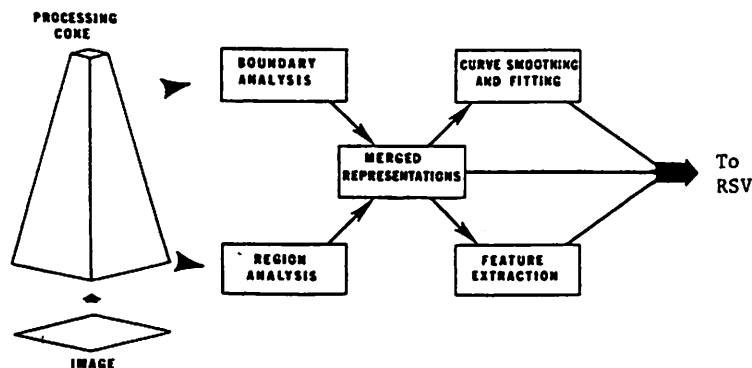 PROCESSING
CONE
BOUNDARY
ANALYSIS
CURVE SMOOTHING
AND FITTING
MERGED
REPRESENTATIONS
To
RSV
REGION
ANALYSIS
FEATURE
EXTRACTION
IMAGE